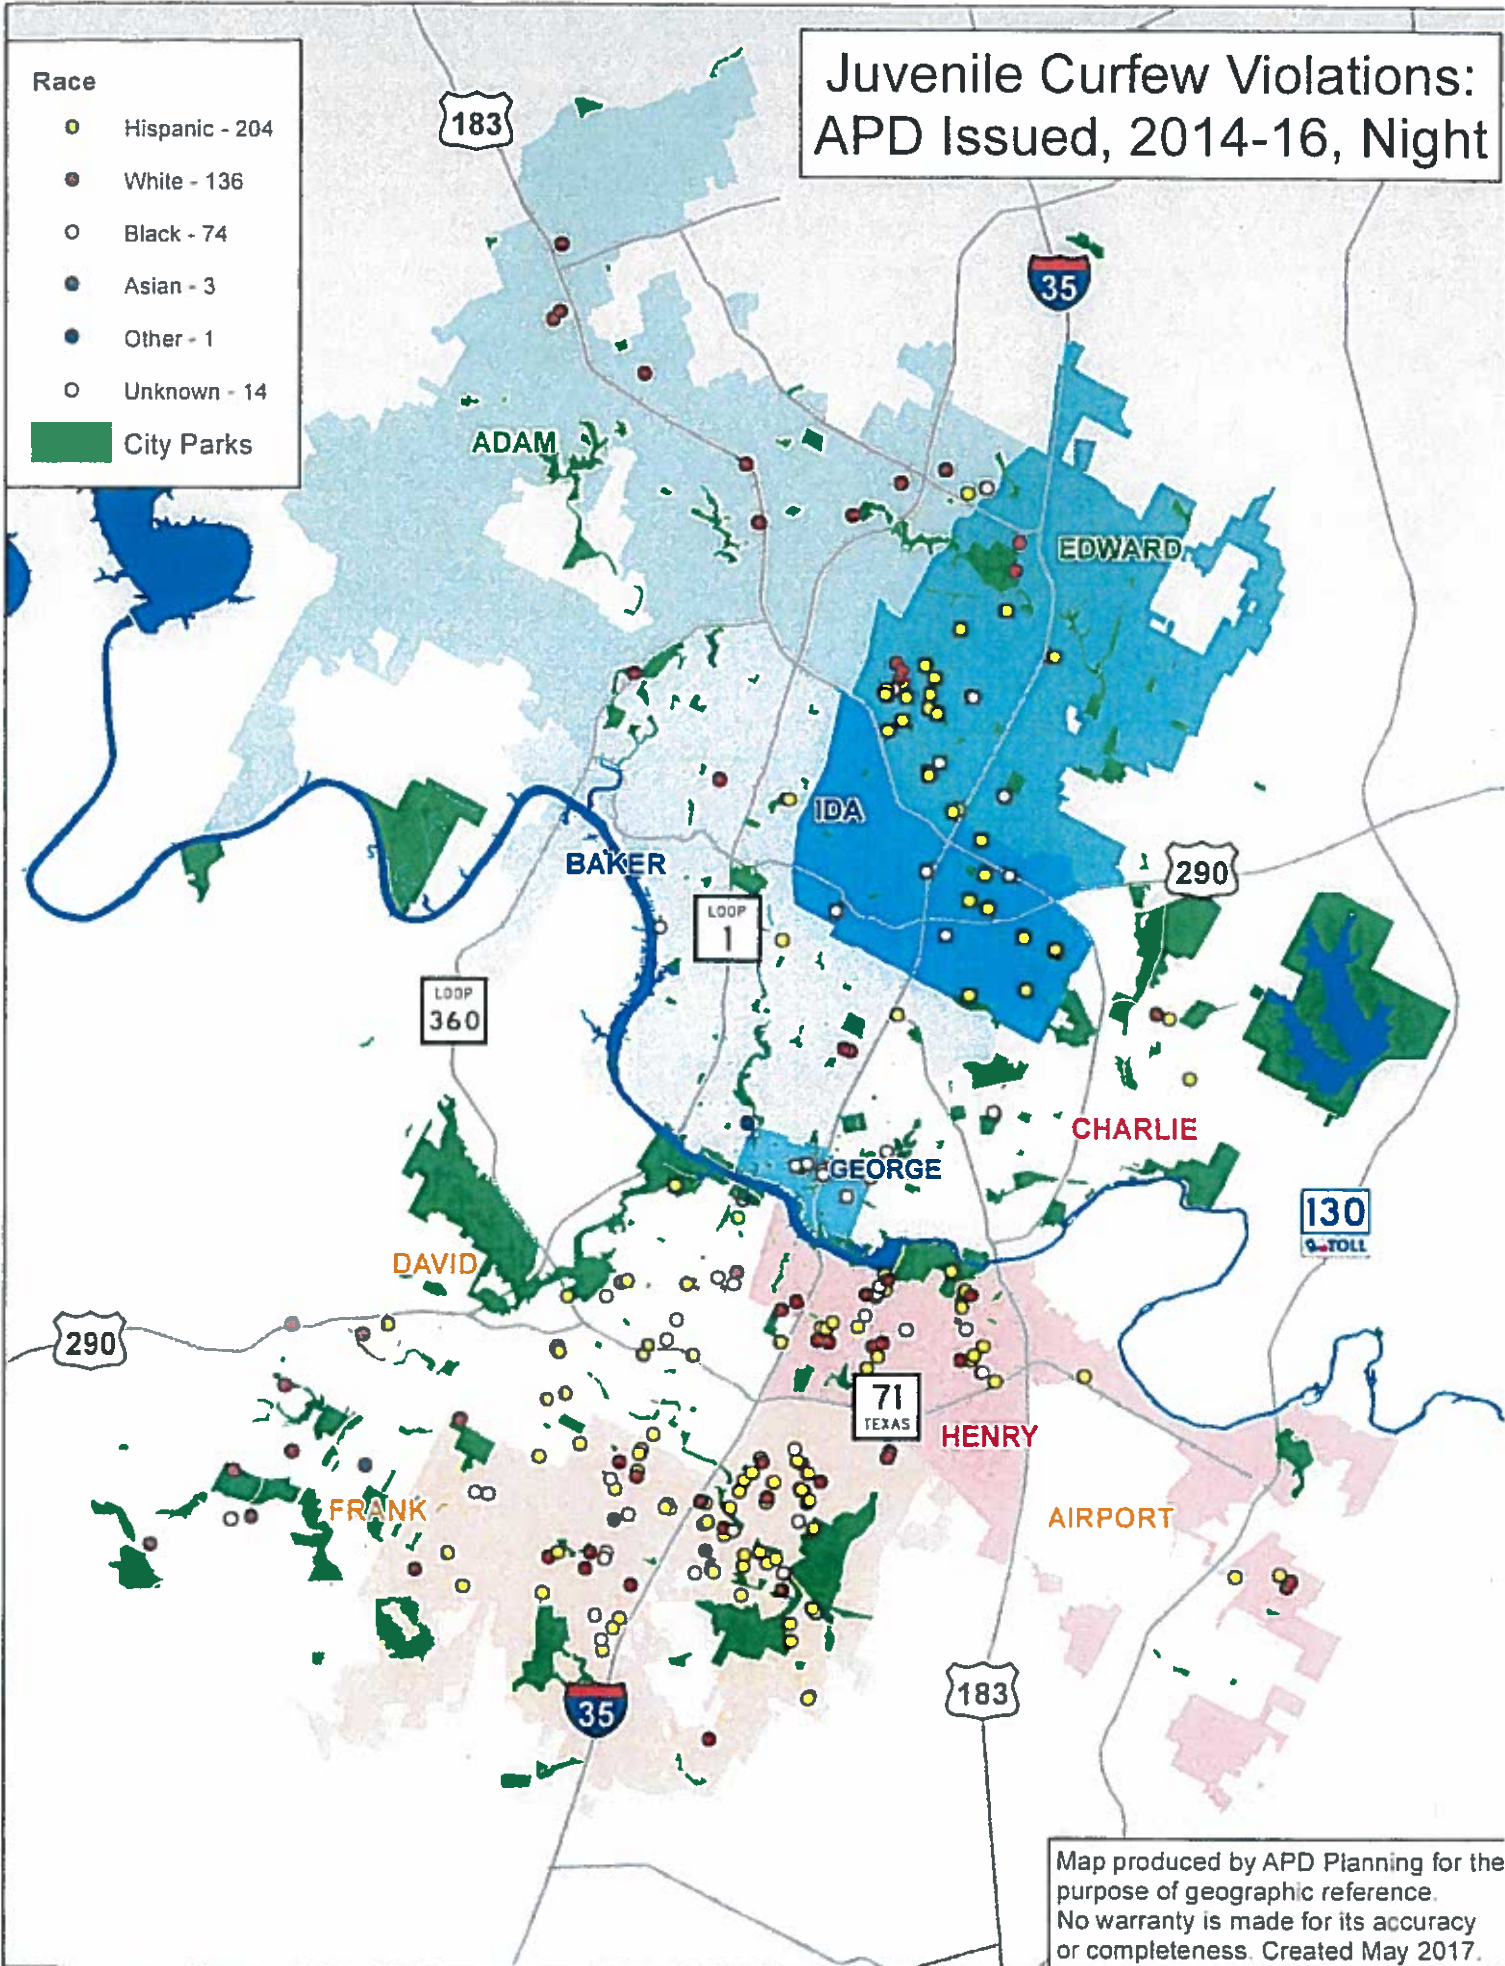 Juvenile Curfew Violations:
APD Issued, 2014-16, Night
Race
Hispanic - 204
White - 136
Black - 74
Asian - 3
Other - 1
Unknown - 14
City Parks
183
35
ADAM
EDWARD
IDA
BAKER
290
LOOP
1
LOOP
360
CHARLIE
GEORGE
130
TOLL
DAVID
290
71
TEXAS
HENRY
FRANK
AIRPORT
183
35
Map produced by APD Planning for the
purpose of geographic reference.
No warranty is made for its accuracy
or completeness. Created May 2017.